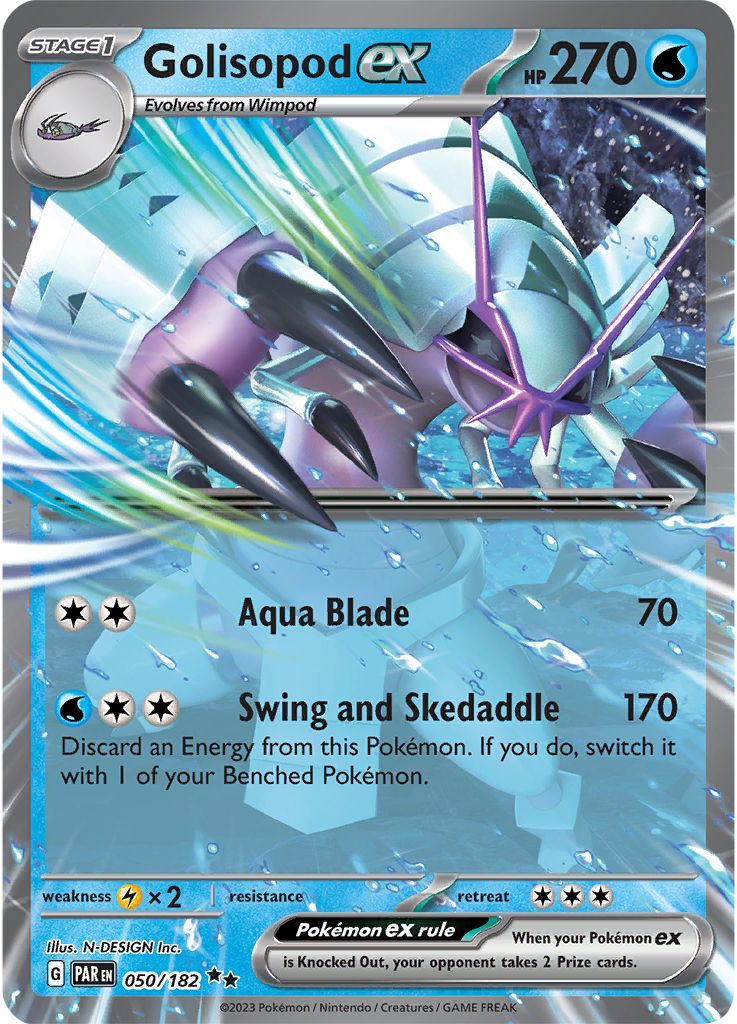 STAGE 1
Golisopod ex
HP 270
Evolves from Wimpod
Aqua Blade 70
Swing and Skedaddle 170
Discard an Energy from this Pokémon. If you do, switch it
with 1 of your Benched Pokémon.
weakness ×2 resistance retreat
Illus. N-DESIGN Inc.
Pokémon ex rule
When your Pokémon ex
is Knocked Out, your opponent takes 2 Prize cards.
G PAR EN 050/182
©2023 Pokémon / Nintendo / Creatures / GAME FREAK